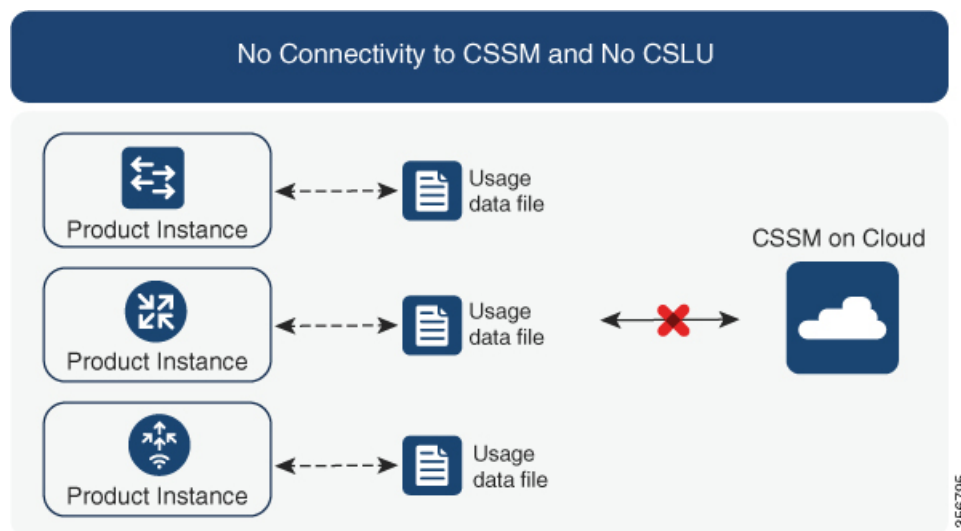 No Connectivity to CSSM and No CSLU
Product Instance
Usage
data file
Product Instance
Usage
data file
Product Instance
Usage
data file
CSSM on Cloud
356795